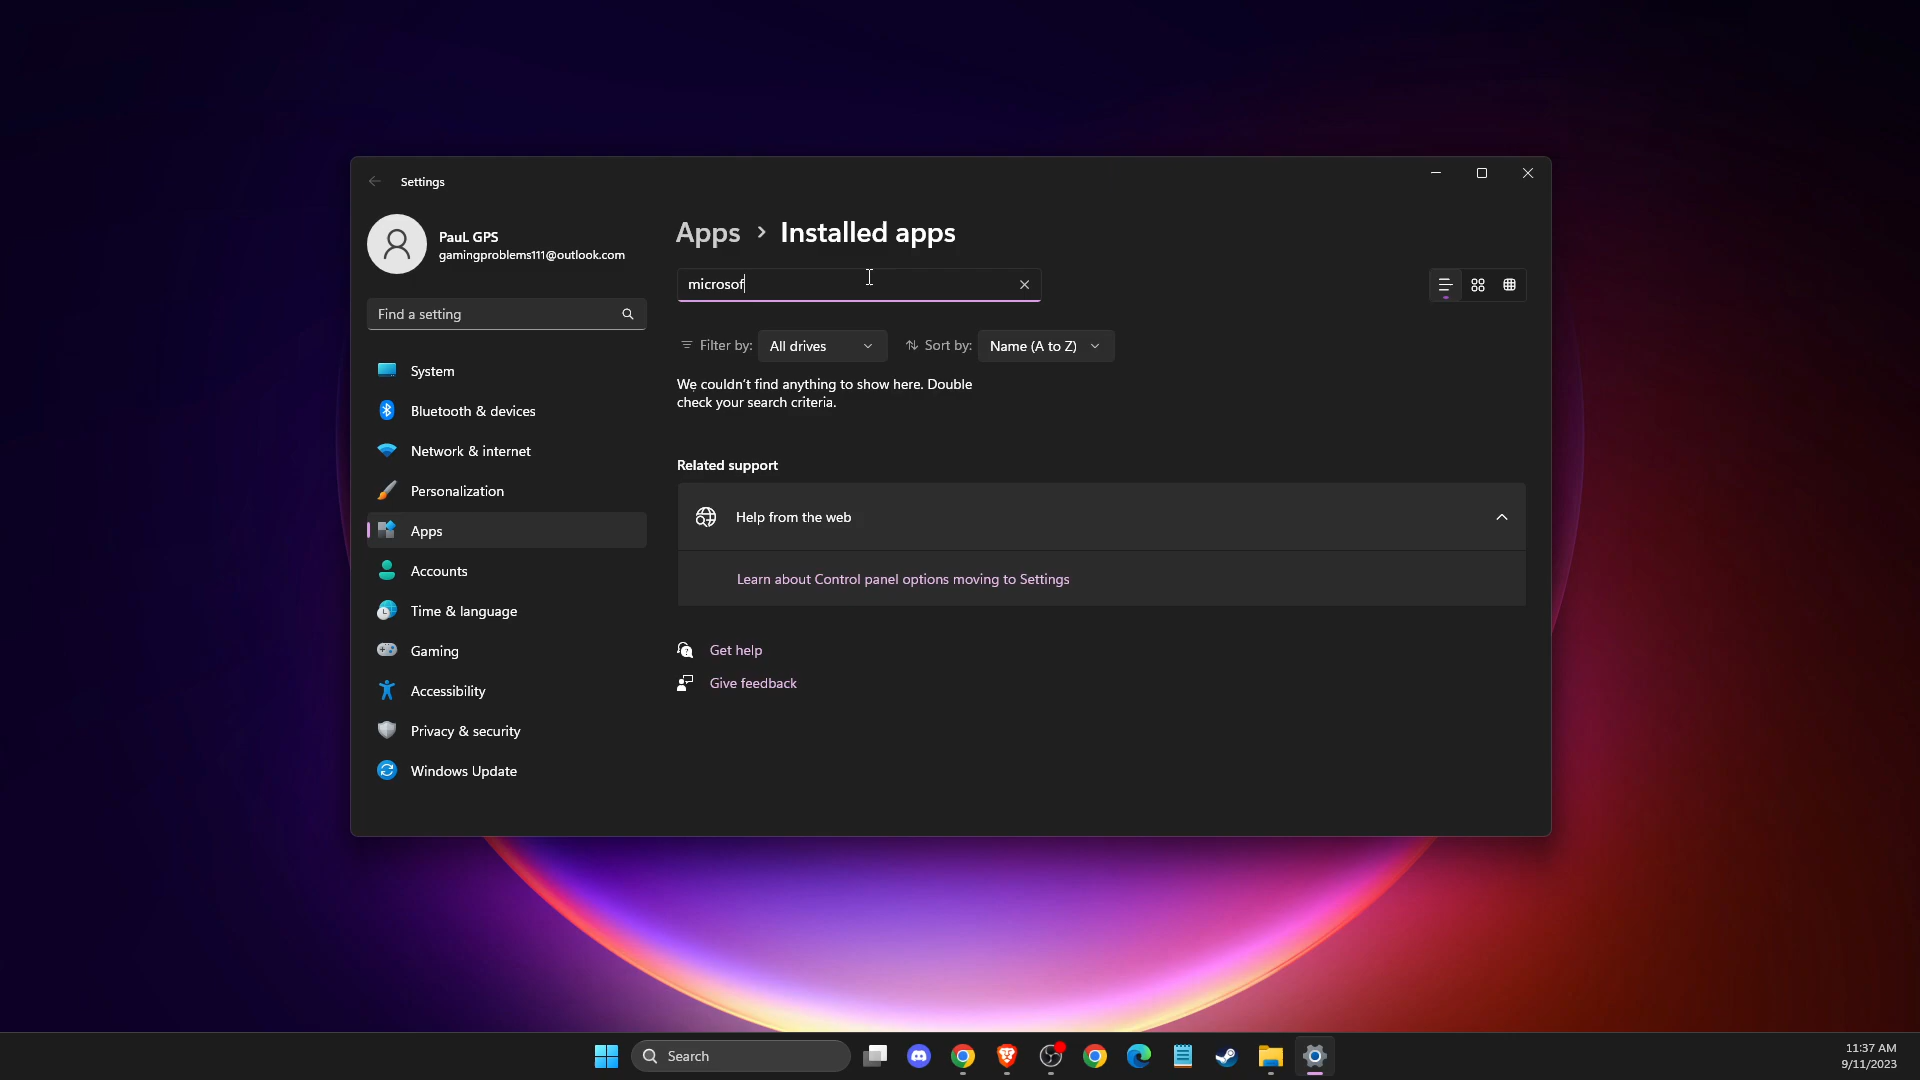 Settings
PauL GPS
gamingproblems111@outlook.com
Find a setting
System
Bluetooth & devices
Network & internet
Personalization
Apps
Accounts
Time & language
Gaming
Accessibility
Privacy & security
Windows Update
Apps > Installed apps
microsof
Filter by: All drives
Sort by: Name (A to Z)
We couldn't find anything to show here. Double
check your search criteria.
Related support
Help from the web
Learn about Control panel options moving to Settings
Get help
Give feedback
Search
11:37 AM
9/11/2023